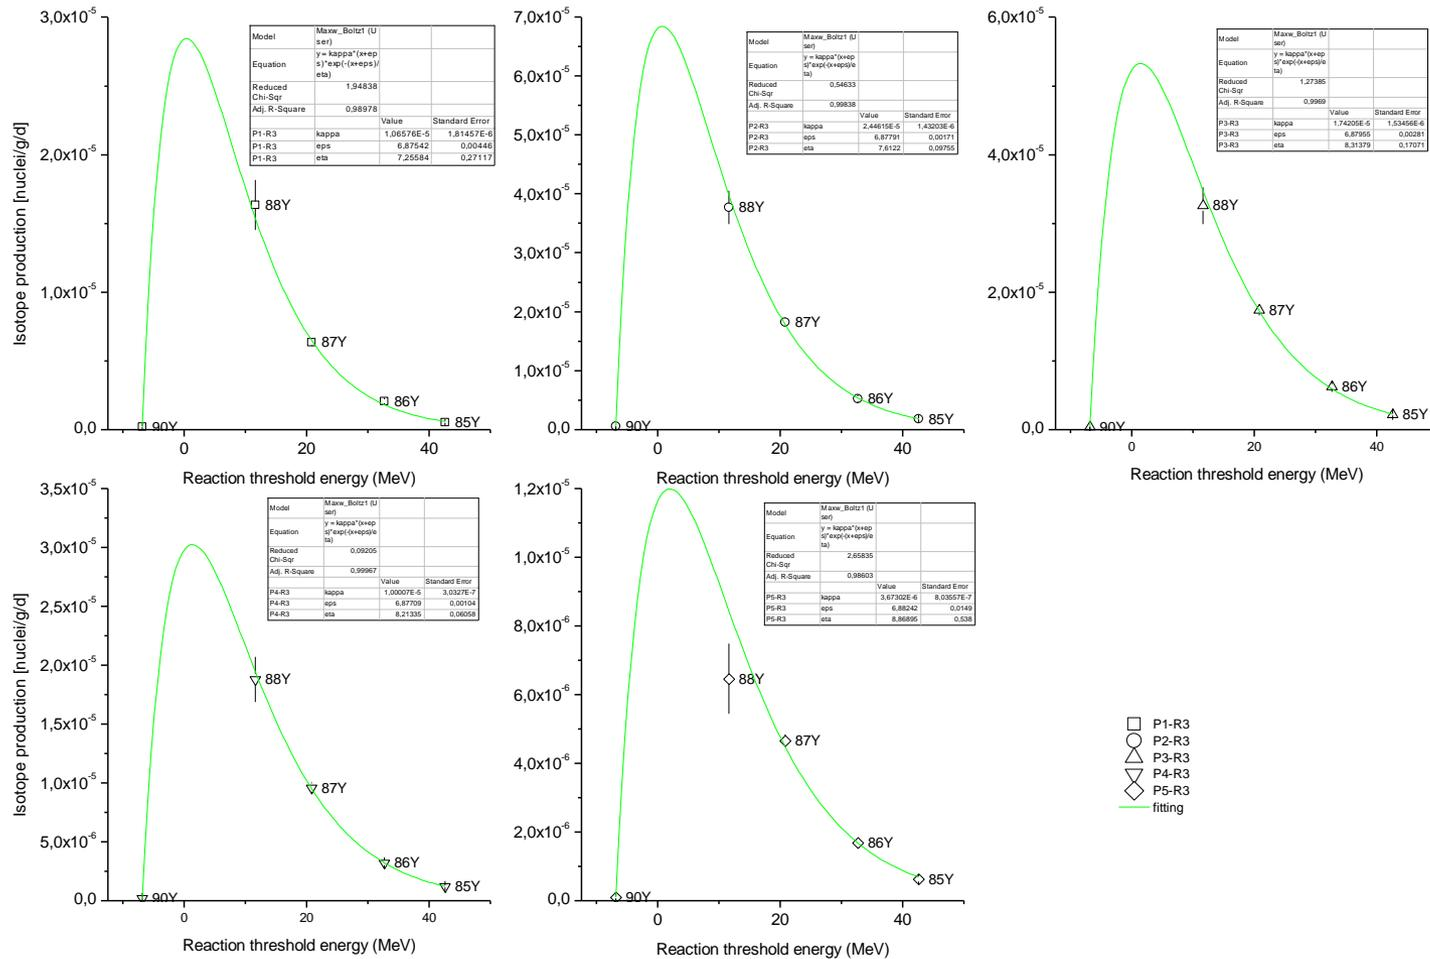 Isotope production [nuclei/g/d]
3,0x10-5
2,0x10-5
1,0x10-5
0,0
Model Maxw_Boltz1 (U
ser)
Equation y = kappa*(x+ep
s)*exp(-(x+eps)/
eta)
Reduced 1,94838
Chi-Sqr
Adj. R-Square 0,98978
Value Standard Error
P1-R3 kappa 1,06576E-5 1,81457E-6
P1-R3 eps 6,87542 0,00446
P1-R3 eta 7,25584 0,27117
88Y
87Y
86Y
85Y
90Y
0 20 40
Reaction threshold energy (MeV)
7,0x10-5
6,0x10-5
5,0x10-5
4,0x10-5
3,0x10-5
2,0x10-5
1,0x10-5
0,0
Model Maxw_Boltz1 (U
ser)
Equation y = kappa*(x+ep
s)*exp(-(x+eps)/e
ta)
Reduced 0,54633
Chi-Sqr
Adj. R-Square 0,99838
Value Standard Error
P2-R3 kappa 2,44615E-5 1,43203E-6
P2-R3 eps 6,87791 0,00171
P2-R3 eta 7,6122 0,09755
88Y
87Y
86Y
85Y
90Y
0 20 40
Reaction threshold energy (MeV)
6,0x10-5
4,0x10-5
2,0x10-5
0,0
Model Maxw_Boltz1 (U
ser)
Equation y = kappa*(x+ep
s)*exp(-(x+eps)/e
ta)
Reduced 1,27385
Chi-Sqr
Adj. R-Square 0,9969
Value Standard Error
P3-R3 kappa 1,74205E-5 1,53456E-6
P3-R3 eps 6,87955 0,00281
P3-R3 eta 8,31379 0,17071
88Y
87Y
86Y
85Y
90Y
0 20 40
Reaction threshold energy (MeV)
Isotope production [nuclei/g/d]
3,5x10-5
3,0x10-5
2,5x10-5
2,0x10-5
1,5x10-5
1,0x10-5
5,0x10-6
0,0
Model Maxw_Boltz1 (U
ser)
Equation y = kappa*(x+ep
s)*exp(-(x+eps)/e
ta)
Reduced 0,09205
Chi-Sqr
Adj. R-Square 0,99967
Value Standard Error
P4-R3 kappa 1,00007E-5 3,0327E-7
P4-R3 eps 6,87709 0,00104
P4-R3 eta 8,21335 0,06058
88Y
87Y
86Y
85Y
90Y
0 20 40
Reaction threshold energy (MeV)
1,2x10-5
1,0x10-5
8,0x10-6
6,0x10-6
4,0x10-6
2,0x10-6
0,0
Model Maxw_Boltz1 (U
ser)
Equation y = kappa*(x+ep
s)*exp(-(x+eps)/e
ta)
Reduced 2,65835
Chi-Sqr
Adj. R-Square 0,98603
Value Standard Error
P5-R3 kappa 3,67302E-6 8,03557E-7
P5-R3 eps 6,88242 0,0149
P5-R3 eta 8,86895 0,538
88Y
87Y
86Y
85Y
90Y
0 20 40
Reaction threshold energy (MeV)
P1-R3
P2-R3
P3-R3
P4-R3
P5-R3
fitting